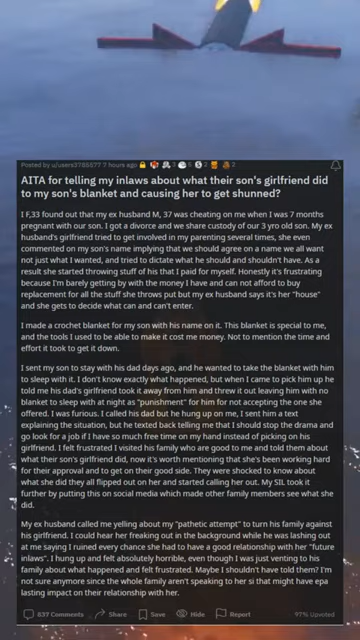 Posted by u/users3785577 7 hours ago
AITA for telling my inlaws about what their son's girlfriend did
to my son's blanket and causing her to get shunned?
I F,33 found out that my ex husband M, 37 was cheating on me when I was 7 months
pregnant with our son. I got a divorce and we share custody of our 3 yro old son. My ex
husband's girlfriend tried to get involved in my parenting several times, she even
commented on my son's name implying that we should agree on a name we all want
not just what I wanted, and tried to dictate what he should and shouldn't have. As a
result she started throwing stuff of his that I paid for myself. Honestly it's frustrating
because I'm barely getting by with the money I have and can not afford to buy
replacement for all the stuff she throws out but my ex husband says it's her "house"
and she gets to decide what can and can't enter.
I made a crochet blanket for my son with his name on it. This blanket is special to me,
and the tools I used to be able to make it cost me money. Not to mention the time and
effort it took to get it down.
I sent my son to stay with his dad days ago, and he wanted to take the blanket with him
to sleep with it. I don't know exactly what happened, but when I came to pick him up he
told me his dad's girlfriend took it away from him and threw it out leaving him with no
blanket to sleep with at night as "punishment" for him for not accepting the one she
offered. I was furious. I called his dad but he hung up on me, I sent him a text
explaining the situation, but he texted back telling me that I should stop the drama and
go look for a job if I have so much free time on my hand instead of picking on his
girlfriend. I felt frustrated I visited his family who are good to me and told them about
what their son's girlfriend did, now it's worth mentioning that she's been working hard
for their approval and to get on their good side. They were shocked to know about
what she did they all flipped out on her and started calling her out. My SIL took it
further by putting this on social media which made other family members see what she
did.
My ex husband called me yelling about my "pathetic attempt" to turn his family against
his girlfriend. I could hear her freaking out in the background while he was lashing out
at me saying I ruined every chance she had to have a good relationship with her "future
inlaws". I hung up and felt absolutely horrible, even though I was just venting to his
family about what happened and felt frustrated. Maybe I shouldn't have told them? I'm
not sure anymore since the whole family aren't speaking to her si that might have epa
lasting impact on their relationship with her.
837 Comments Share Save Hide Report 97% Upvoted